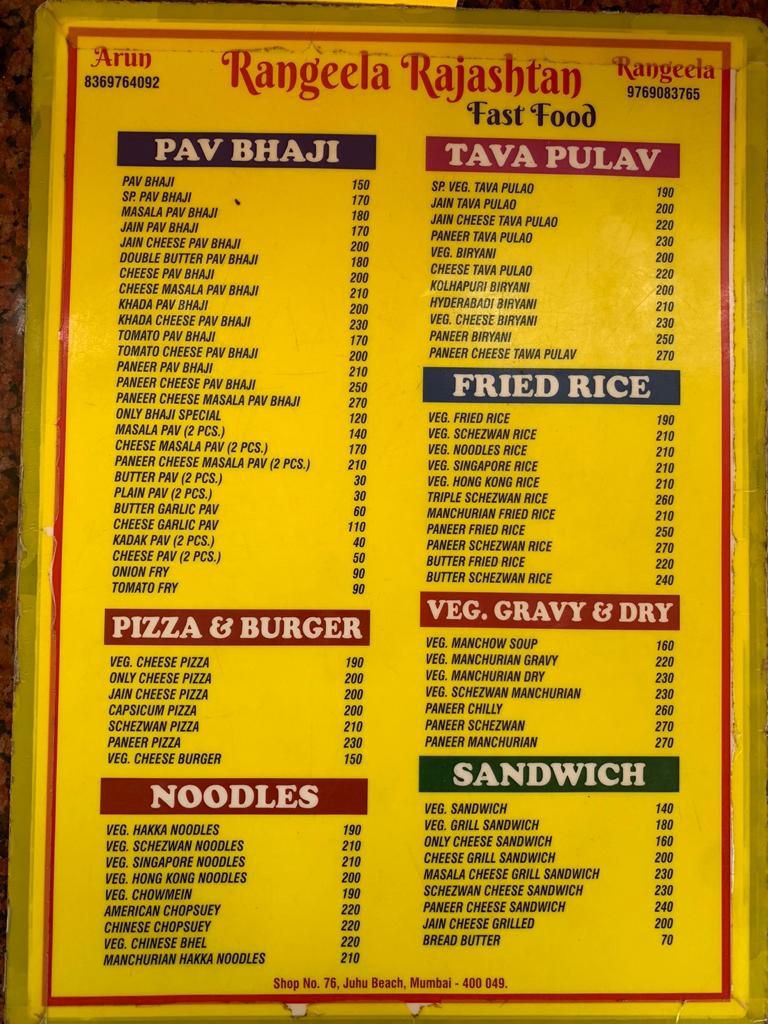 Arun
8369764092
Rangeela Rajashtan
Fast Food
Rangeela
9769083765
PAV BHAJI
PAV BHAJI 150
SP. PAV BHAJI 170
MASALA PAV BHAJI 180
JAIN PAV BHAJI 170
JAIN CHEESE PAV BHAJI 200
DOUBLE BUTTER PAV BHAJI 180
CHEESE PAV BHAJI 200
CHEESE MASALA PAV BHAJI 210
KHADA PAV BHAJI 200
KHADA CHEESE PAV BHAJI 230
TOMATO PAV BHAJI 170
TOMATO CHEESE PAV BHAJI 200
PANEER PAV BHAJI 210
PANEER CHEESE PAV BHAJI 250
PANEER CHEESE MASALA PAV BHAJI 270
ONLY BHAJI SPECIAL 120
MASALA PAV (2 PCS.) 140
CHEESE MASALA PAV (2 PCS.) 170
PANEER CHEESE MASALA PAV (2 PCS.) 210
BUTTER PAV (2 PCS.) 30
PLAIN PAV (2 PCS.) 30
BUTTER GARLIC PAV 60
CHEESE GARLIC PAV 110
KADAK PAV (2 PCS.) 40
CHEESE PAV (2 PCS.) 50
ONION FRY 90
TOMATO FRY 90
PIZZA & BURGER
VEG. CHEESE PIZZA 190
ONLY CHEESE PIZZA 200
JAIN CHEESE PIZZA 200
CAPSICUM PIZZA 200
SCHEZWAN PIZZA 210
PANEER PIZZA 230
VEG. CHEESE BURGER 150
NOODLES
VEG. HAKKA NOODLES 190
VEG. SCHEZWAN NOODLES 210
VEG. SINGAPORE NOODLES 210
VEG. HONG KONG NOODLES 200
VEG. CHOWMEIN 190
AMERICAN CHOPSUEY 220
CHINESE CHOPSUEY 220
VEG. CHINESE BHEL 220
MANCHURIAN HAKKA NOODLES 210
TAVA PULAV
SP. VEG. TAVA PULAO 190
JAIN TAVA PULAO 200
JAIN CHEESE TAVA PULAO 220
PANEER TAVA PULAO 230
VEG. BIRYANI 200
CHEESE TAVA PULAO 220
KOLHAPURI BIRYANI 200
HYDERABADI BIRYANI 210
VEG. CHEESE BIRYANI 230
PANEER BIRYANI 250
PANEER CHEESE TAWA PULAV 270
FRIED RICE
VEG. FRIED RICE 190
VEG. SCHEZWAN RICE 210
VEG. NOODLES RICE 210
VEG. SINGAPORE RICE 210
VEG. HONG KONG RICE 210
TRIPLE SCHEZWAN RICE 260
MANCHURIAN FRIED RICE 210
PANEER FRIED RICE 250
PANEER SCHEZWAN RICE 270
BUTTER FRIED RICE 220
BUTTER SCHEZWAN RICE 240
VEG. GRAVY & DRY
VEG. MANCHOW SOUP 160
VEG. MANCHURIAN GRAVY 220
VEG. MANCHURIAN DRY 230
VEG. SCHEZWAN MANCHURIAN 230
PANEER CHILLY 260
PANEER SCHEZWAN 270
PANEER MANCHURIAN 270
SANDWICH
VEG. SANDWICH 140
VEG. GRILL SANDWICH 180
ONLY CHEESE SANDWICH 160
CHEESE GRILL SANDWICH 200
MASALA CHEESE GRILL SANDWICH 230
SCHEZWAN CHEESE SANDWICH 230
PANEER CHEESE SANDWICH 240
JAIN CHEESE GRILLED 200
BREAD BUTTER 70
Shop No. 76, Juhu Beach, Mumbai - 400 049.